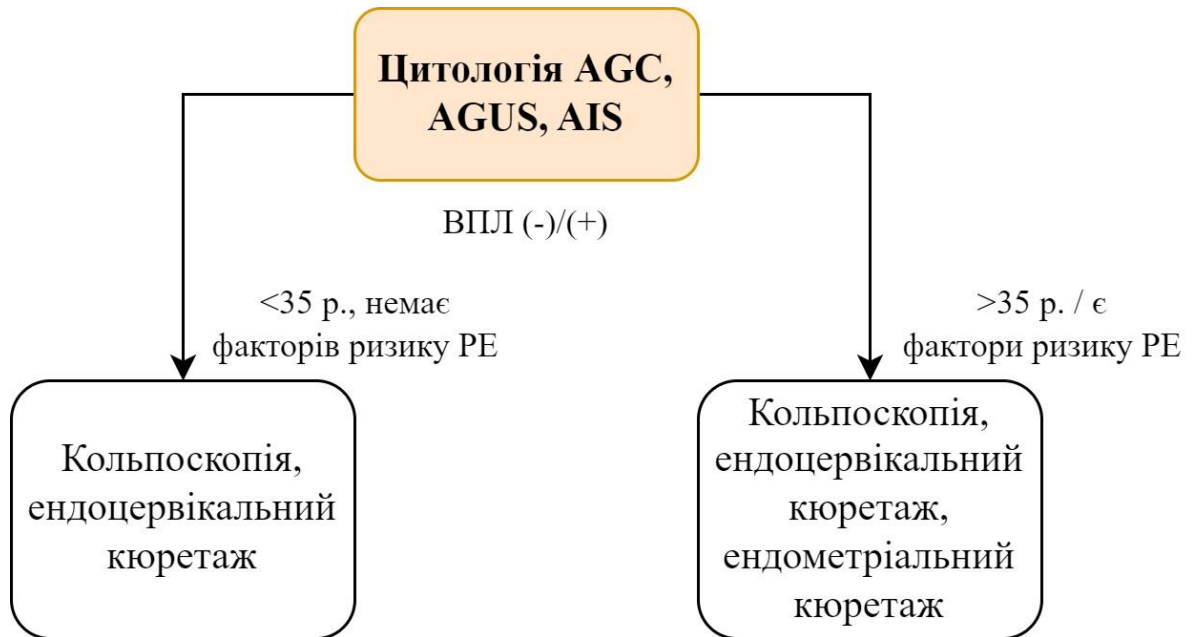 Цитологія AGC,
AGUS, AIS
ВПЛ (-)/(+)
<35 р., немає
факторів ризику РЕ
>35 р. / є
фактори ризику РЕ
Кольпоскопія,
ендоцервікальний
кюретаж
Кольпоскопія,
ендоцервікальний
кюретаж,
ендометріальний
кюретаж